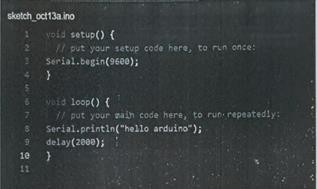 sketch_oct13a.ino
1 void setup() {
2 // put your setup code here, to run once:
3 Serial.begin(9600);
4 }
5
6 void loop() {
7 // put your main code here, to run repeatedly:
8 Serial.println("hello arduino");
9 delay(2000);
10 }
11